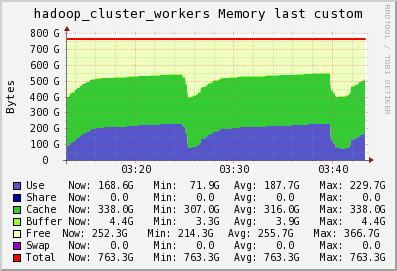 hadoop_cluster_workers Memory last custom
RRDTOOL / TOBI OETIKER
Bytes
800 G
700 G
600 G
500 G
400 G
300 G
200 G
100 G
0
03:20 03:30 03:40
Use Now: 168.6G Min: 71.9G Avg: 187.7G Max: 229.7G
Share Now: 0.0 Min: 0.0 Avg: 0.0 Max: 0.0
Cache Now: 338.0G Min: 307.0G Avg: 316.0G Max: 338.0G
Buffer Now: 4.4G Min: 3.3G Avg: 3.9G Max: 4.4G
Free Now: 252.3G Min: 214.3G Avg: 255.7G Max: 366.7G
Swap Now: 0.0 Min: 0.0 Avg: 0.0 Max: 0.0
Total Now: 763.3G Min: 763.3G Avg: 763.3G Max: 763.3G